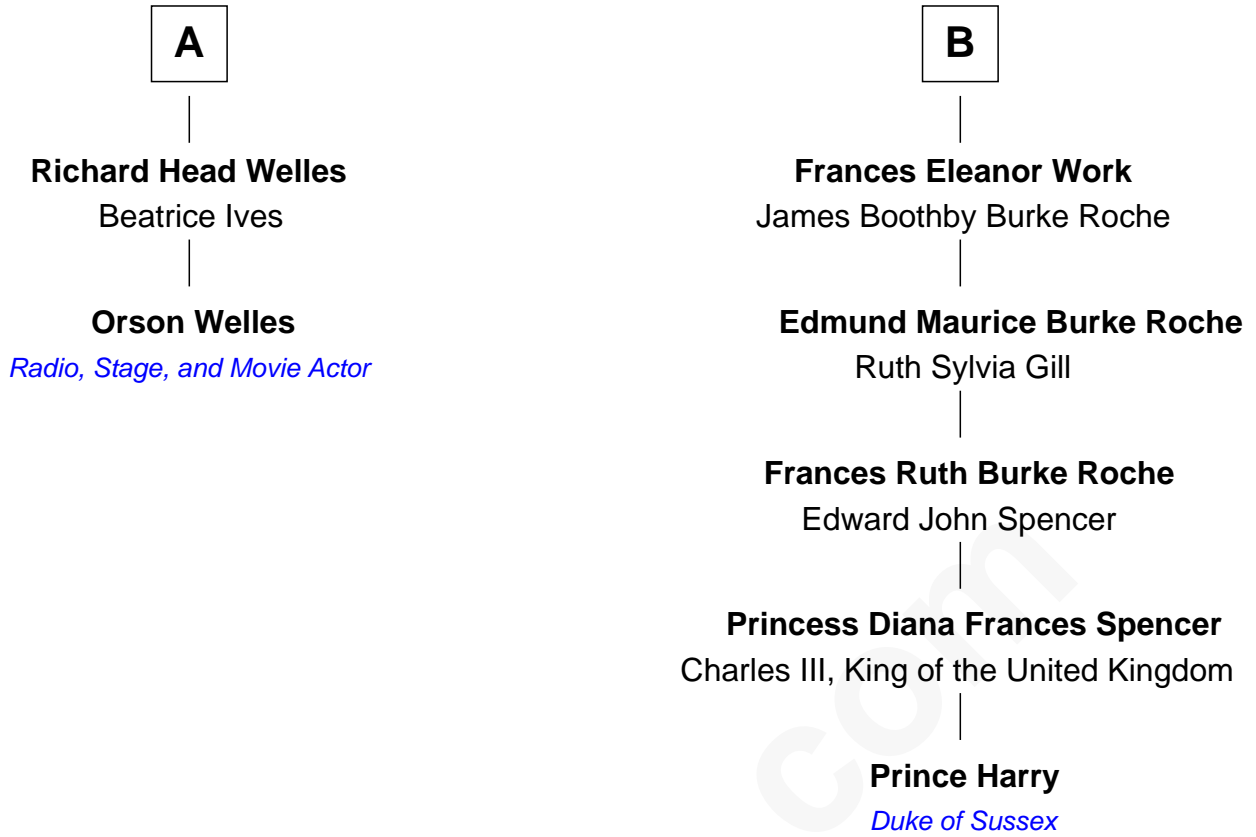 A
Richard Head Welles
Beatrice Ives
Orson Welles
Radio, Stage, and Movie Actor
B
Frances Eleanor Work
James Boothby Burke Roche
Edmund Maurice Burke Roche
Ruth Sylvia Gill
Frances Ruth Burke Roche
Edward John Spencer
Princess Diana Frances Spencer
Charles III, King of the United Kingdom
Prince Harry
Duke of Sussex
com